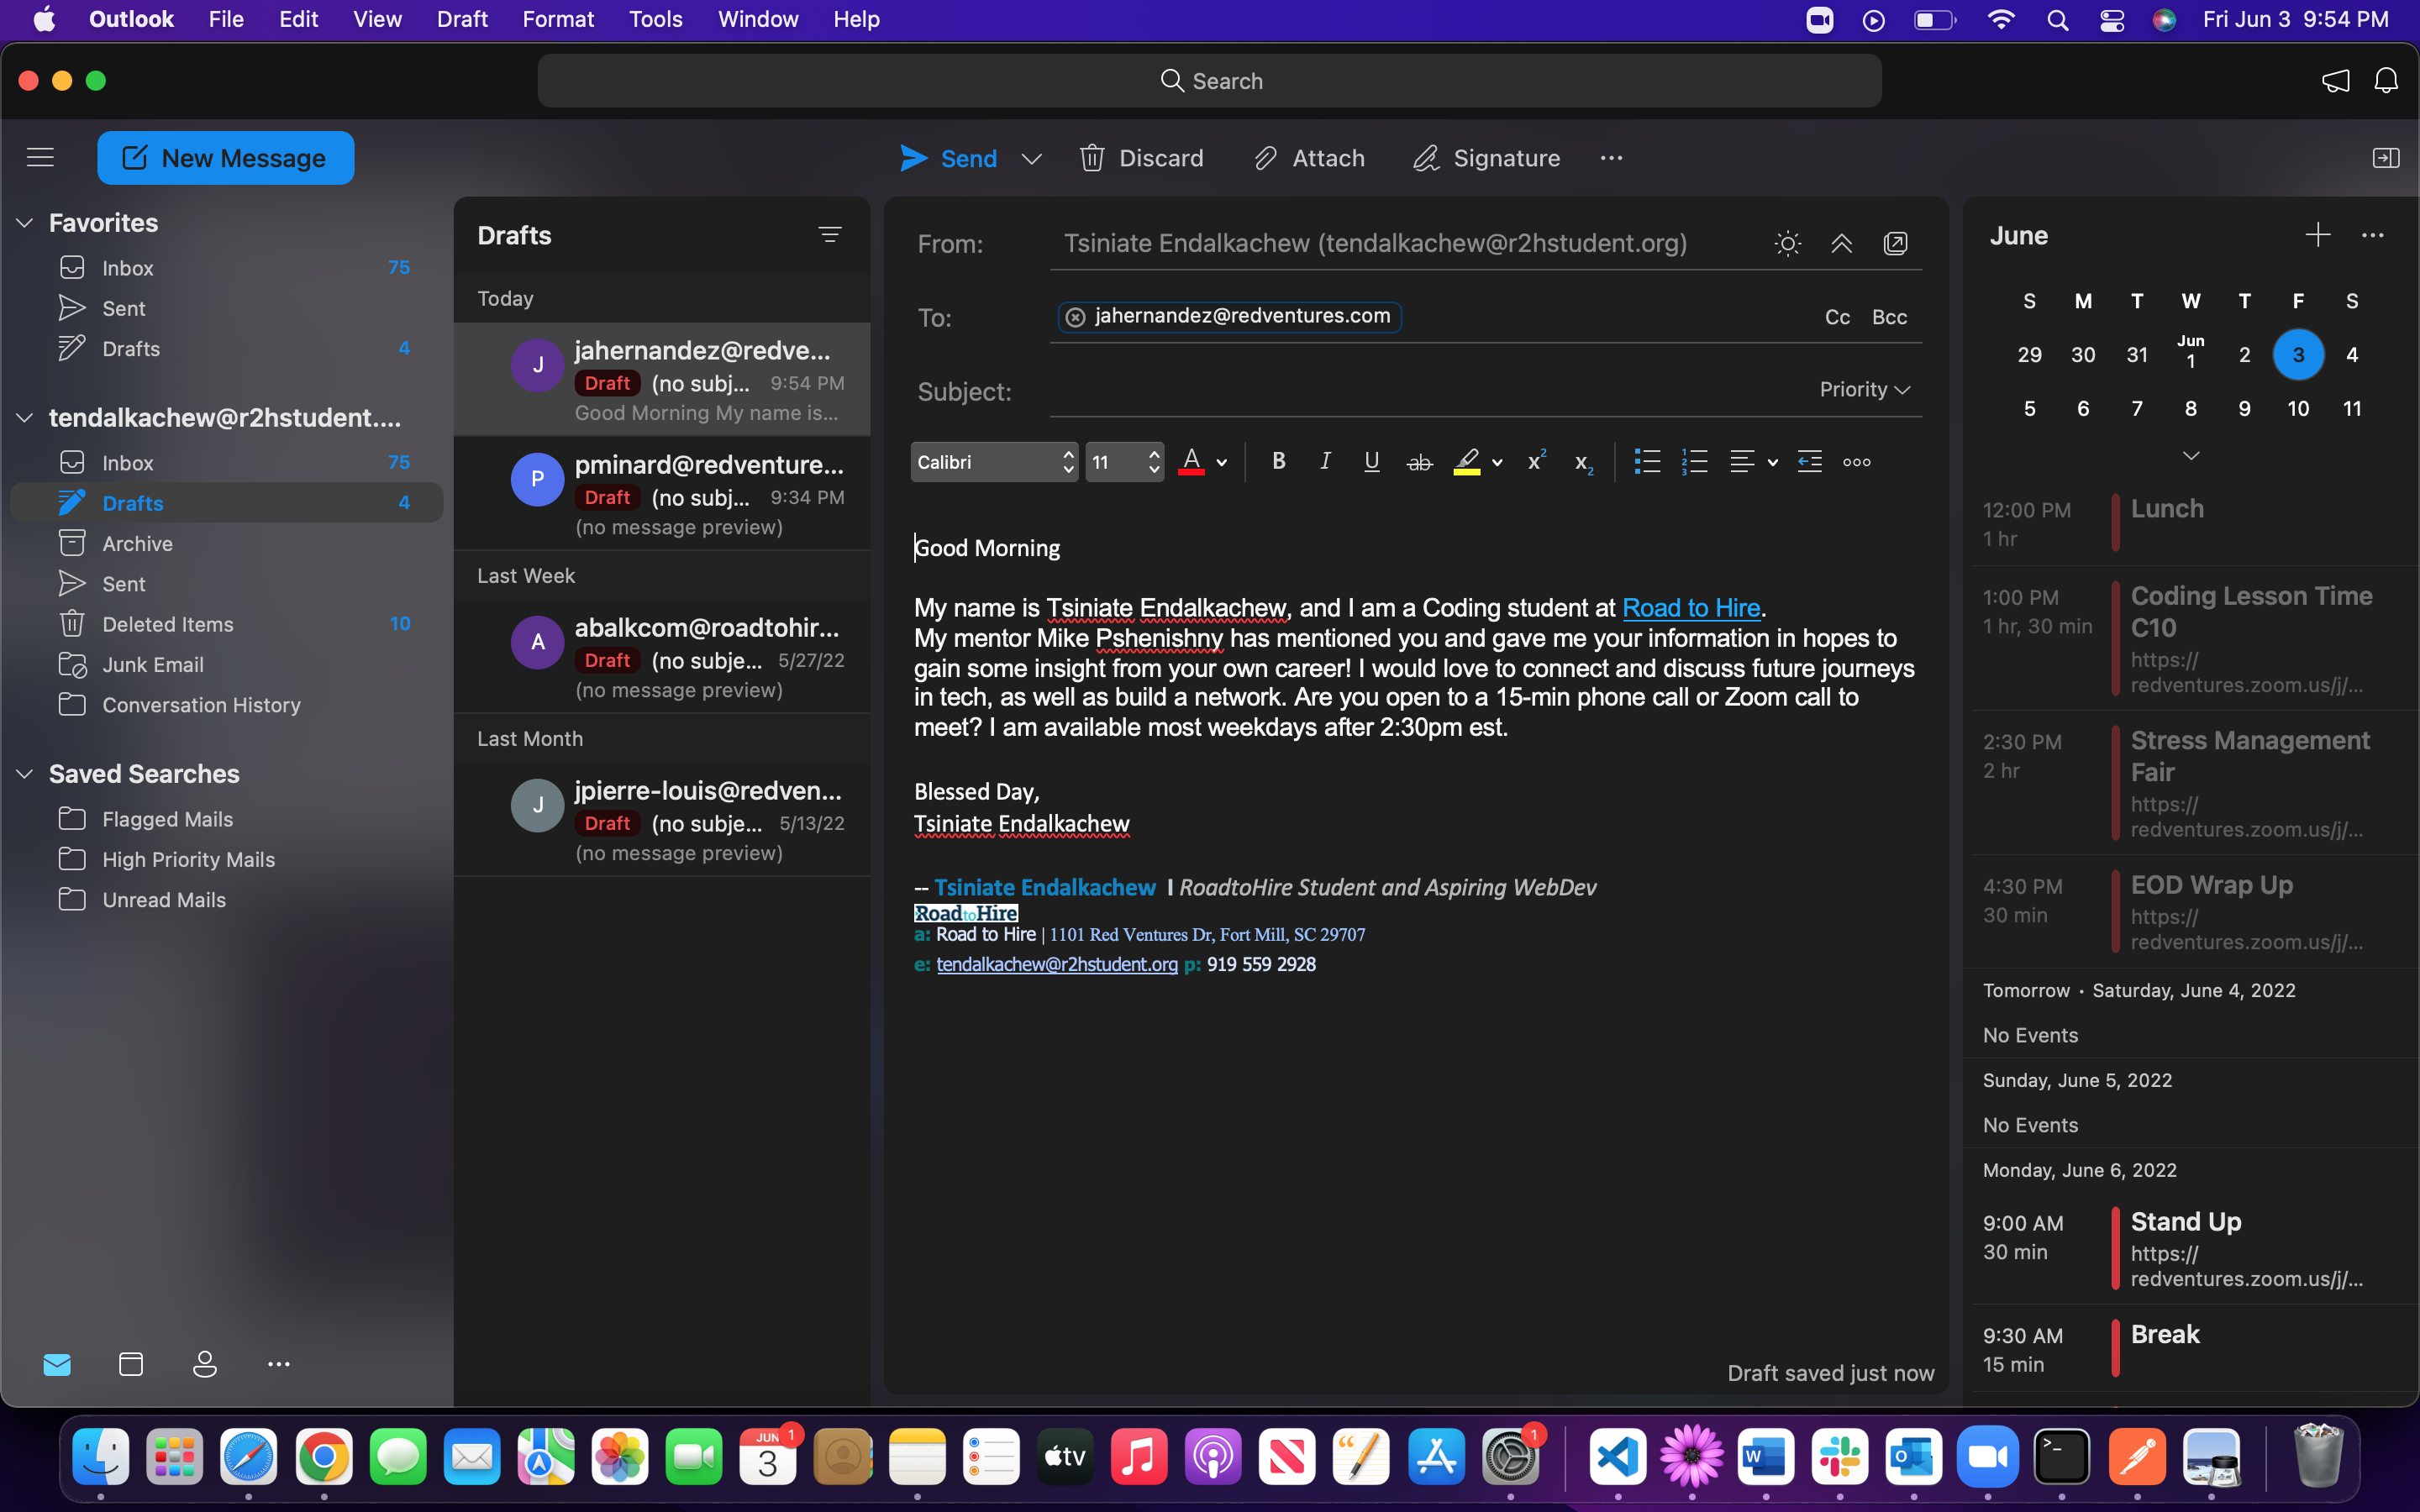 Outlook File Edit View Draft Format Tools Window Help Fri Jun 3 9:54 PM
Search
New Message
Send Discard Attach Signature
Favorites
Inbox 75
Sent
Drafts 4
tendalkachew@r2hstudent....
Inbox 75
Drafts 4
Archive
Sent
Deleted Items 10
Junk Email
Conversation History
Saved Searches
Flagged Mails
High Priority Mails
Unread Mails
Drafts
Today
J
jahernandez@redve...
Draft (no subj... 9:54 PM
Good Morning My name is...
P
pminard@redventure...
Draft (no subj... 9:34 PM
(no message preview)
Last Week
A
abalkcom@roadtohir...
Draft (no subje... 5/27/22
(no message preview)
Last Month
J
jpierre-louis@redven...
Draft (no subje... 5/13/22
(no message preview)
From: Tsiniate Endalkachew (tendalkachew@r2hstudent.org)
To: jahernandez@redventures.com Cc Bcc
Subject: Priority
Calibri 11 A B I U ab x² x₂
Good Morning
My name is Tsiniate Endalkachew, and I am a Coding student at Road to Hire.
My mentor Mike Pshenishny has mentioned you and gave me your information in hopes to
gain some insight from your own career! I would love to connect and discuss future journeys
in tech, as well as build a network. Are you open to a 15-min phone call or Zoom call to
meet? I am available most weekdays after 2:30pm est.
Blessed Day,
Tsiniate Endalkachew
-- Tsiniate Endalkachew I RoadtoHire Student and Aspiring WebDev
RoadtoHire
a: Road to Hire | 1101 Red Ventures Dr, Fort Mill, SC 29707
e: tendalkachew@r2hstudent.org p: 919 559 2928
Draft saved just now
June
S M T W T F S
29 30 31 Jun 1 2 3 4
5 6 7 8 9 10 11
12:00 PM Lunch
1 hr
1:00 PM Coding Lesson Time
1 hr, 30 min C10
https://
redventures.zoom.us/j/...
2:30 PM Stress Management
2 hr Fair
https://
redventures.zoom.us/j/...
4:30 PM EOD Wrap Up
30 min https://
redventures.zoom.us/j/...
Tomorrow • Saturday, June 4, 2022
No Events
Sunday, June 5, 2022
No Events
Monday, June 6, 2022
9:00 AM Stand Up
30 min https://
redventures.zoom.us/j/...
9:30 AM Break
15 min
JUN 1
3
tv
1
W
O
>_